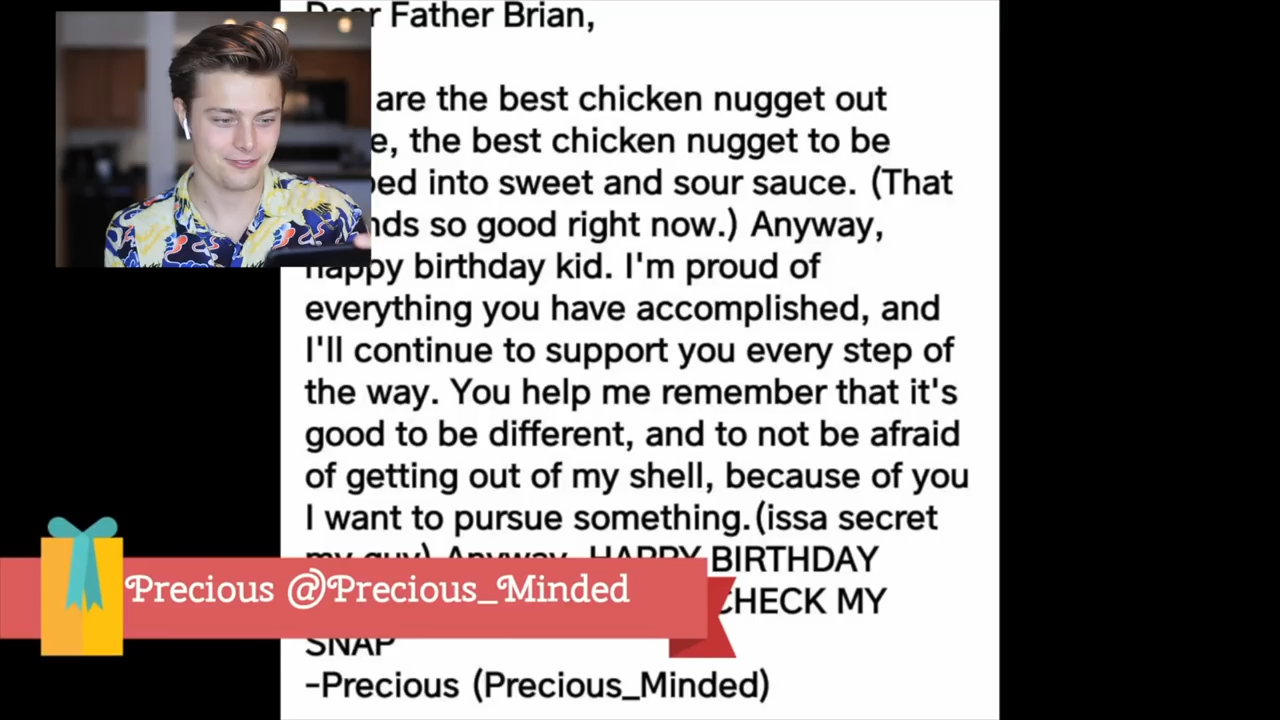 Dear Father Brian,
are the best chicken nugget out
the best chicken nugget to be
into sweet and sour sauce. (That
so good right now.) Anyway,
happy birthday kid. I'm proud of
everything you have accomplished, and
I'll continue to support you every step of
the way. You help me remember that it's
good to be different, and to not be afraid
of getting out of my shell, because of you
I want to pursue something.(issa secret
my guy) Anyway, HAPPY BIRTHDAY
CHECK MY
Precious @Precious_Minded
SNAP
-Precious (Precious_Minded)